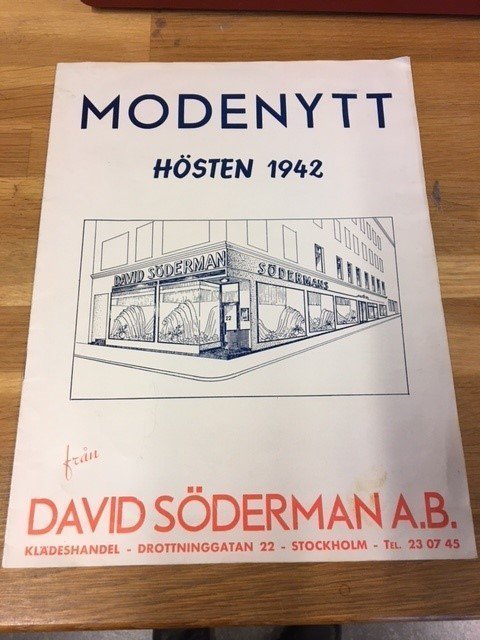 MODENYTT
HÖSTEN 1942
DAVID SÖDERMAN
SÖDERMANS
22
från
DAVID SÖDERMAN A.B.
KLÄDESHANDEL - DROTTNINGGATAN 22 - STOCKHOLM - TEL. 23 07 45